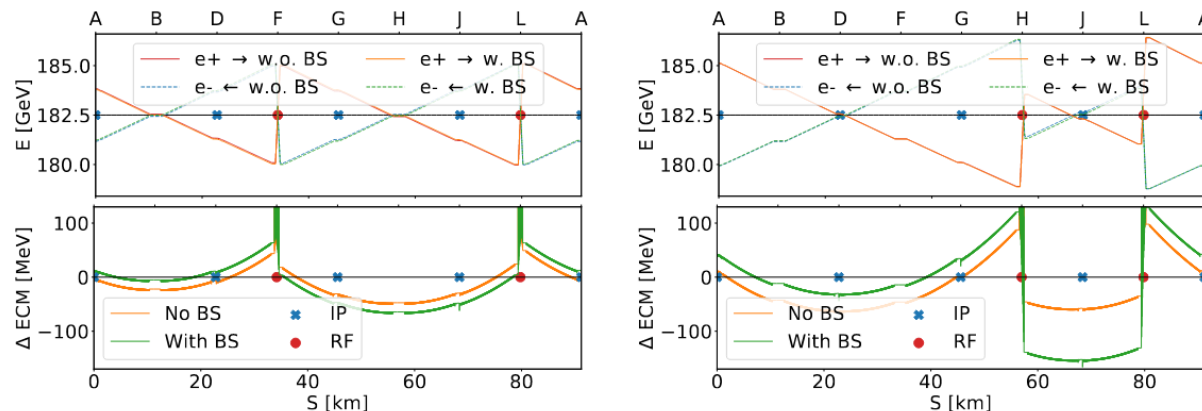 A B D F G H J L A
E [GeV]
185.0
182.5
180.0
e+ → w.o. BS
e- ← w.o. BS
e+ → w. BS
e- ← w. BS
Δ ECM [MeV]
100
0
−100
No BS
With BS
IP
RF
0 20 40 60 80
S [km]
A B D F G H J L A
E [GeV]
185.0
182.5
180.0
e+ → w.o. BS
e- ← w.o. BS
e+ → w. BS
e- ← w. BS
Δ ECM [MeV]
100
0
−100
No BS
With BS
IP
RF
0 20 40 60 80
S [km]